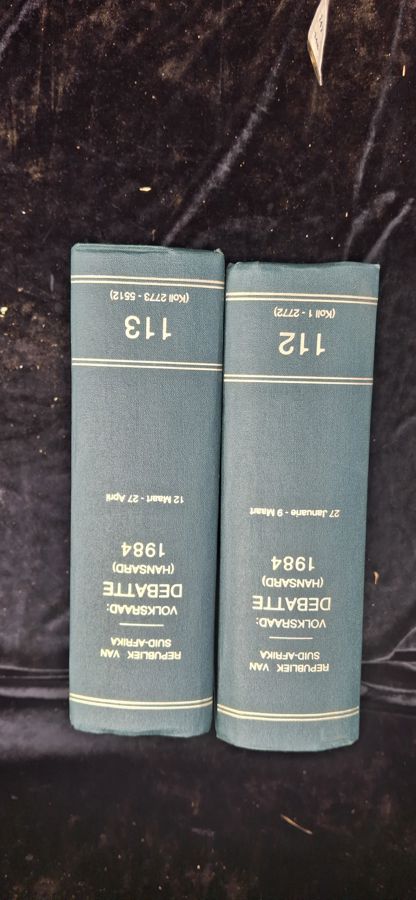 REPUBLIEK VAN
SUID-AFRIKA
VOLKSRAAD:
DEBATTE
(HANSARD)
1984
27 Januarie - 9 Maart
112
(Koll 1 - 2772)
REPUBLIEK VAN
SUID-AFRIKA
VOLKSRAAD:
DEBATTE
(HANSARD)
1984
12 Maart - 27 April
113
(Koll 2773 - 5512)